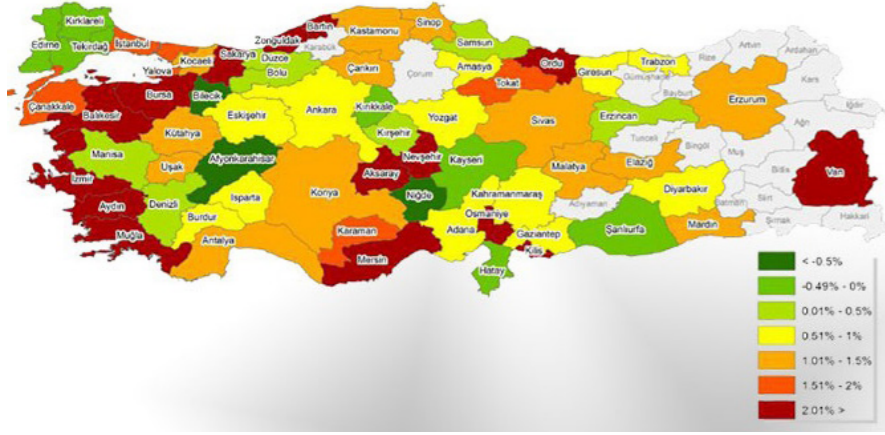 Kırklareli
Edirne
Tekirdağ
İstanbul
Kocaeli
Yalova
Sakarya
Düzce
Bolu
Zonguldak
Bartın
Karabük
Kastamonu
Sinop
Çankırı
Samsun
Çorum
Amasya
Tokat
Ordu
Giresun
Trabzon
Gümüşhane
Bayburt
Rize
Artvin
Ardahan
Kars
Iğdır
Ağrı
Erzurum
Erzincan
Çanakkale
Balıkesir
Bursa
Bilecik
Eskişehir
Ankara
Kırıkkale
Kırşehir
Yozgat
Sivas
Tunceli
Bingöl
Muş
Bitlis
Van
Kütahya
Manisa
Uşak
Afyonkarahisar
İzmir
Aydın
Denizli
Muğla
Burdur
Isparta
Antalya
Konya
Aksaray
Nevşehir
Niğde
Kayseri
Karaman
Mersin
Kahramanmaraş
Malatya
Elazığ
Adıyaman
Diyarbakır
Batman
Siirt
Şırnak
Hakkari
Mardin
Şanlıurfa
Osmaniye
Adana
Gaziantep
Kilis
Hatay
< -0.5%
-0.49% - 0%
0.01% - 0.5%
0.51% - 1%
1.01% - 1.5%
1.51% - 2%
2.01% >